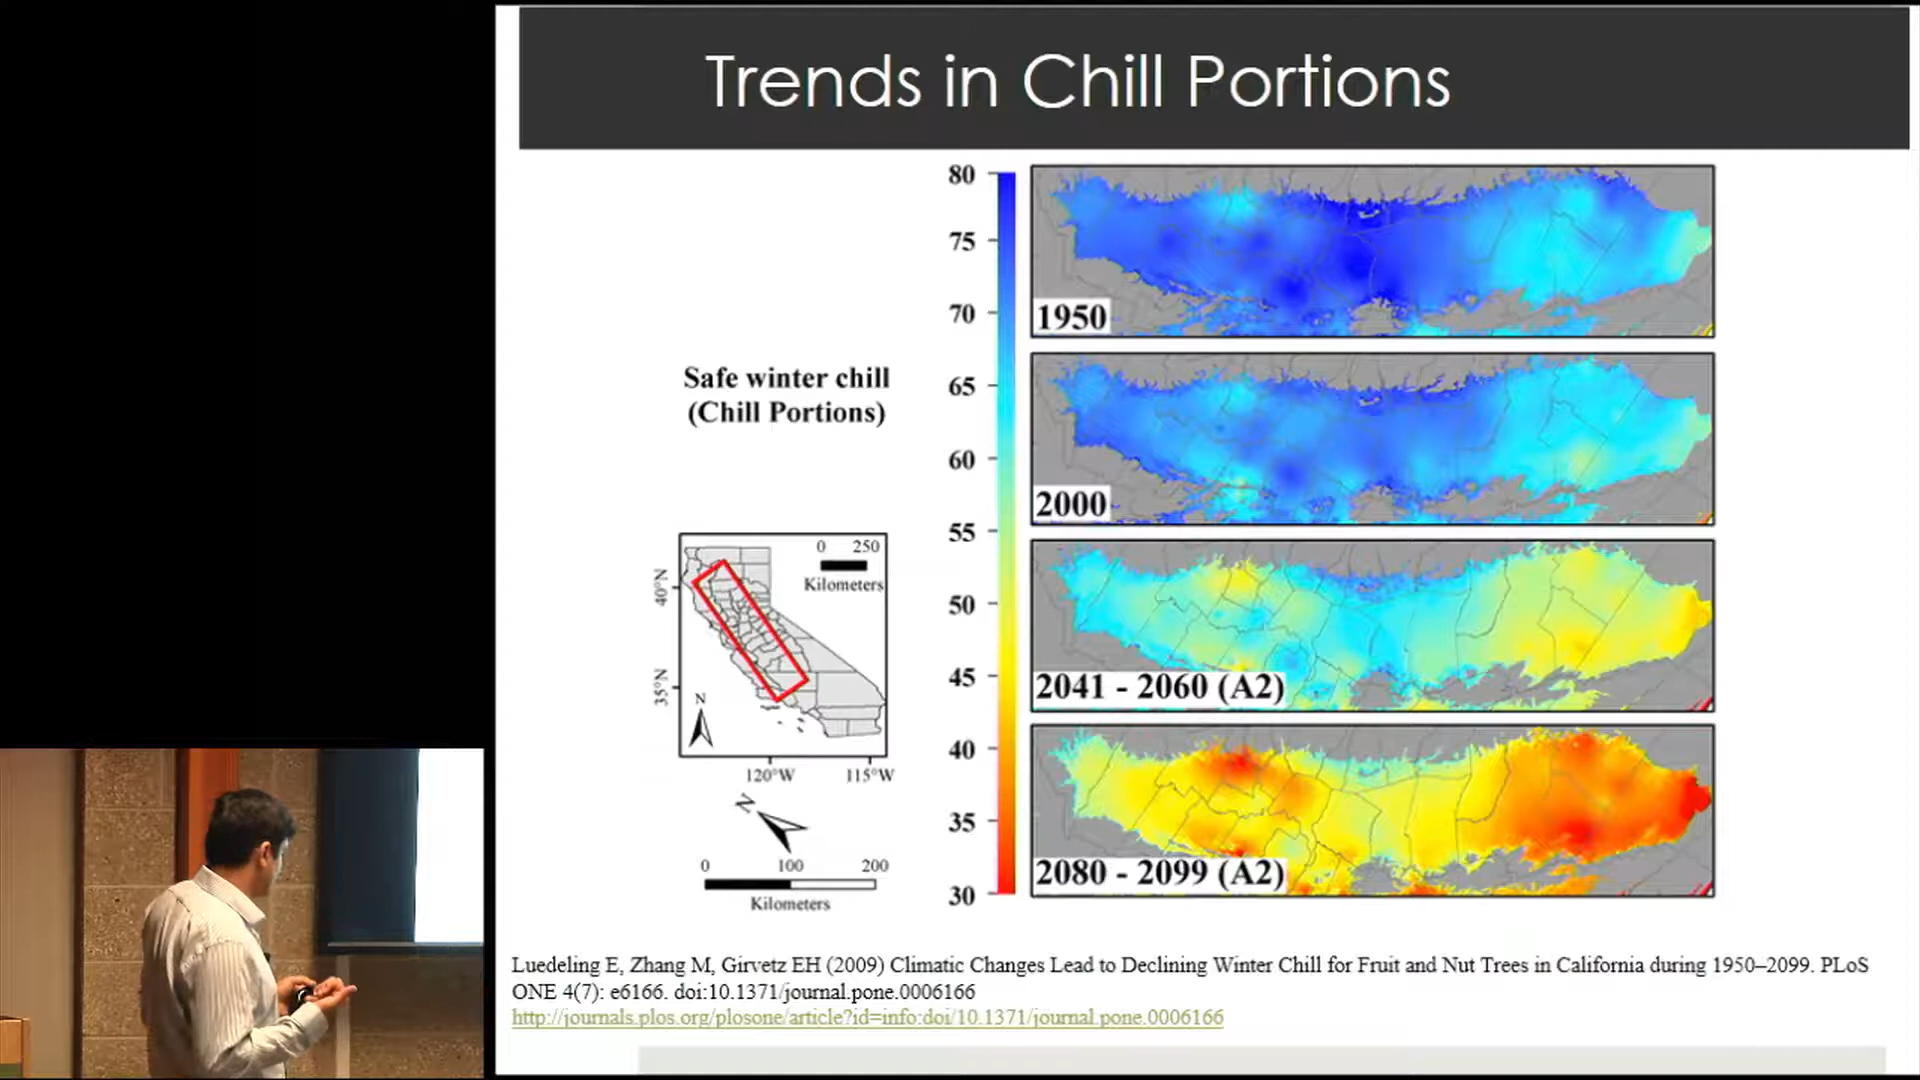 Trends in Chill Portions
Safe winter chill
(Chill Portions)
80
75
70
65
60
55
50
45
40
35
30
1950
2000
2041 - 2060 (A2)
2080 - 2099 (A2)
0 250
Kilometers
40°N
35°N
N
120°W 115°W
N
0 100 200
Kilometers
Luedeling E, Zhang M, Girvetz EH (2009) Climatic Changes Lead to Declining Winter Chill for Fruit and Nut Trees in California during 1950–2099. PLoS
ONE 4(7): e6166. doi:10.1371/journal.pone.0006166
http://journals.plos.org/plosone/article?id=info:doi/10.1371/journal.pone.0006166